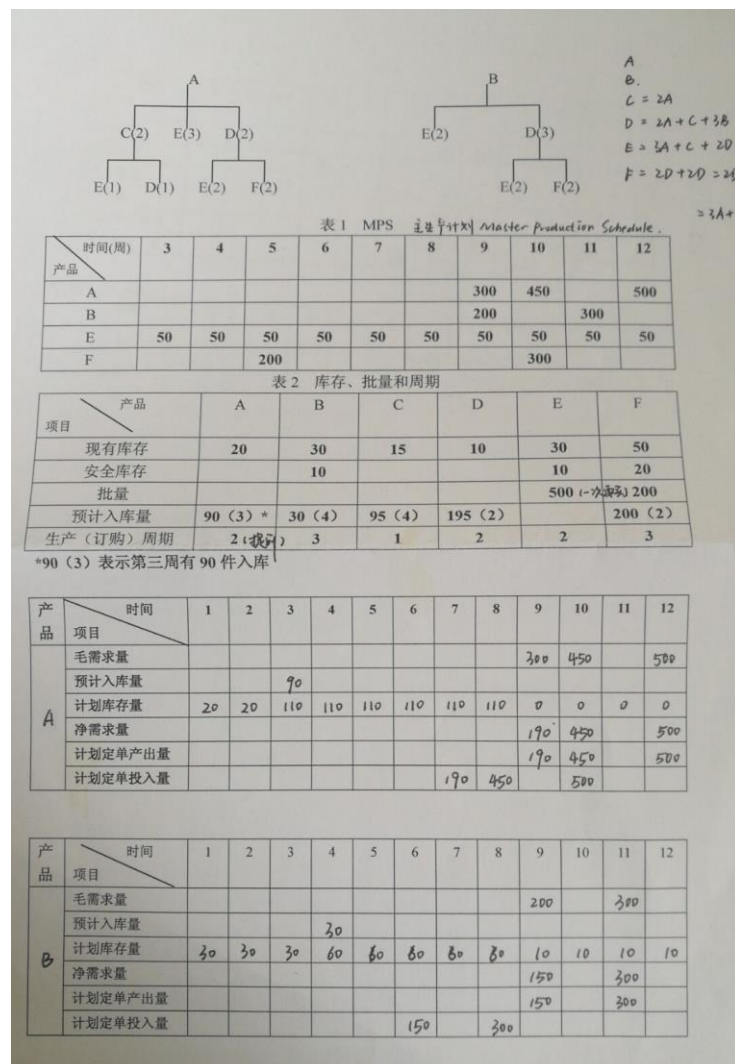 A
B.
C = 2A
D = 2A + C + 3B
E = 3A + C + 2D
F = 2D + 2D
= 3A +
A
C(2) E(3) D(2)
E(1) D(1) E(2) F(2)
B
E(2) D(3)
E(2) F(2)
表 1 MPS 主生产计划 Master Production Schedule.
时间(周) 3 4 5 6 7 8 9 10 11 12
产品
A 300 450 500
B 200 300
E 50 50 50 50 50 50 50 50 50 50
F 200 300
表 2 库存、批量和周期
产品 A B C D E F
项目
现有库存 20 30 15 10 30 50
安全库存 10 10 20
批量 500 200
预计入库量 90（3）* 30（4） 95（4） 195（2） 200（2）
生产（订购）周期 2 3 1 2 2 3
*90（3）表示第三周有 90 件入库
产品 时间 1 2 3 4 5 6 7 8 9 10 11 12
项目
A
毛需求量 300 450 500
预计入库量 90
计划库存量 20 20 110 110 110 110 110 110 0 0 0 0
净需求量 190 450 500
计划定单产出量 190 450 500
计划定单投入量 190 450 500
产品 时间 1 2 3 4 5 6 7 8 9 10 11 12
项目
B
毛需求量 200 300
预计入库量 30
计划库存量 30 30 30 60 60 60 60 60 10 10 10 10
净需求量 150 300
计划定单产出量 150 300
计划定单投入量 150 300